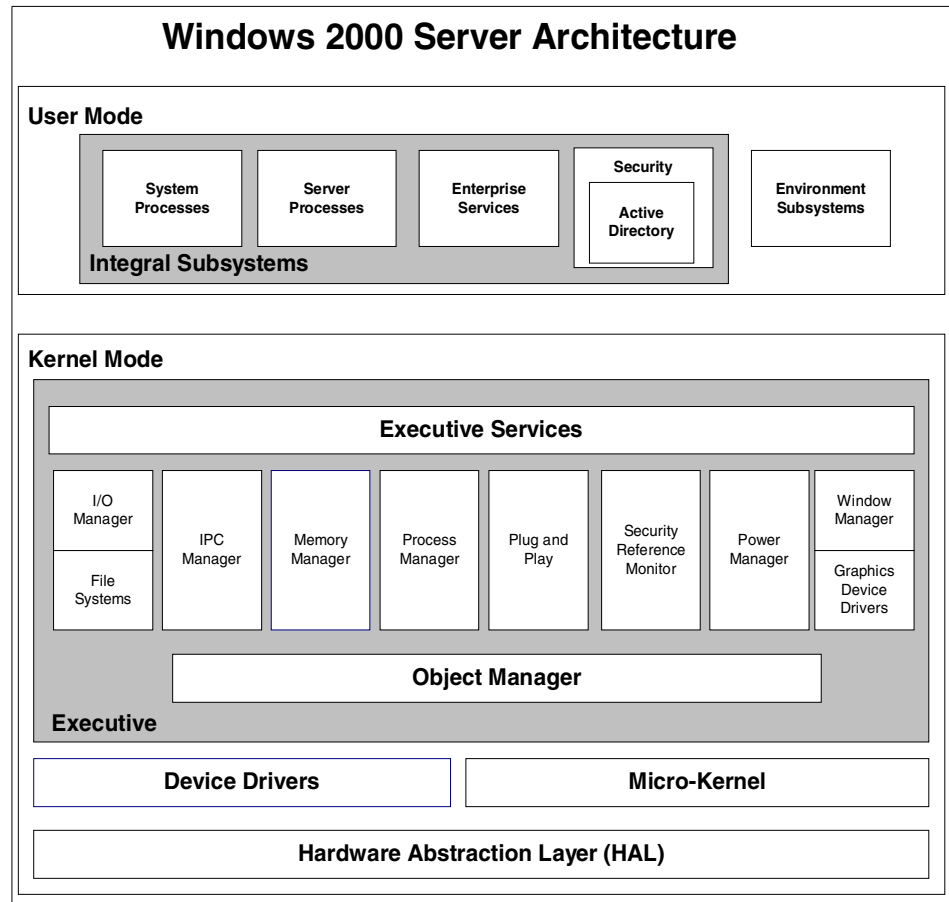 Windows 2000 Server Architecture
User Mode
System
Processes
Server
Processes
Enterprise
Services
Security
Active
Directory
Environment
Subsystems
Integral Subsystems
Kernel Mode
Executive Services
I/O
Manager
File
Systems
IPC
Manager
Memory
Manager
Process
Manager
Plug and
Play
Security
Reference
Monitor
Power
Manager
Window
Manager
Graphics
Device
Drivers
Object Manager
Executive
Device Drivers
Micro-Kernel
Hardware Abstraction Layer (HAL)